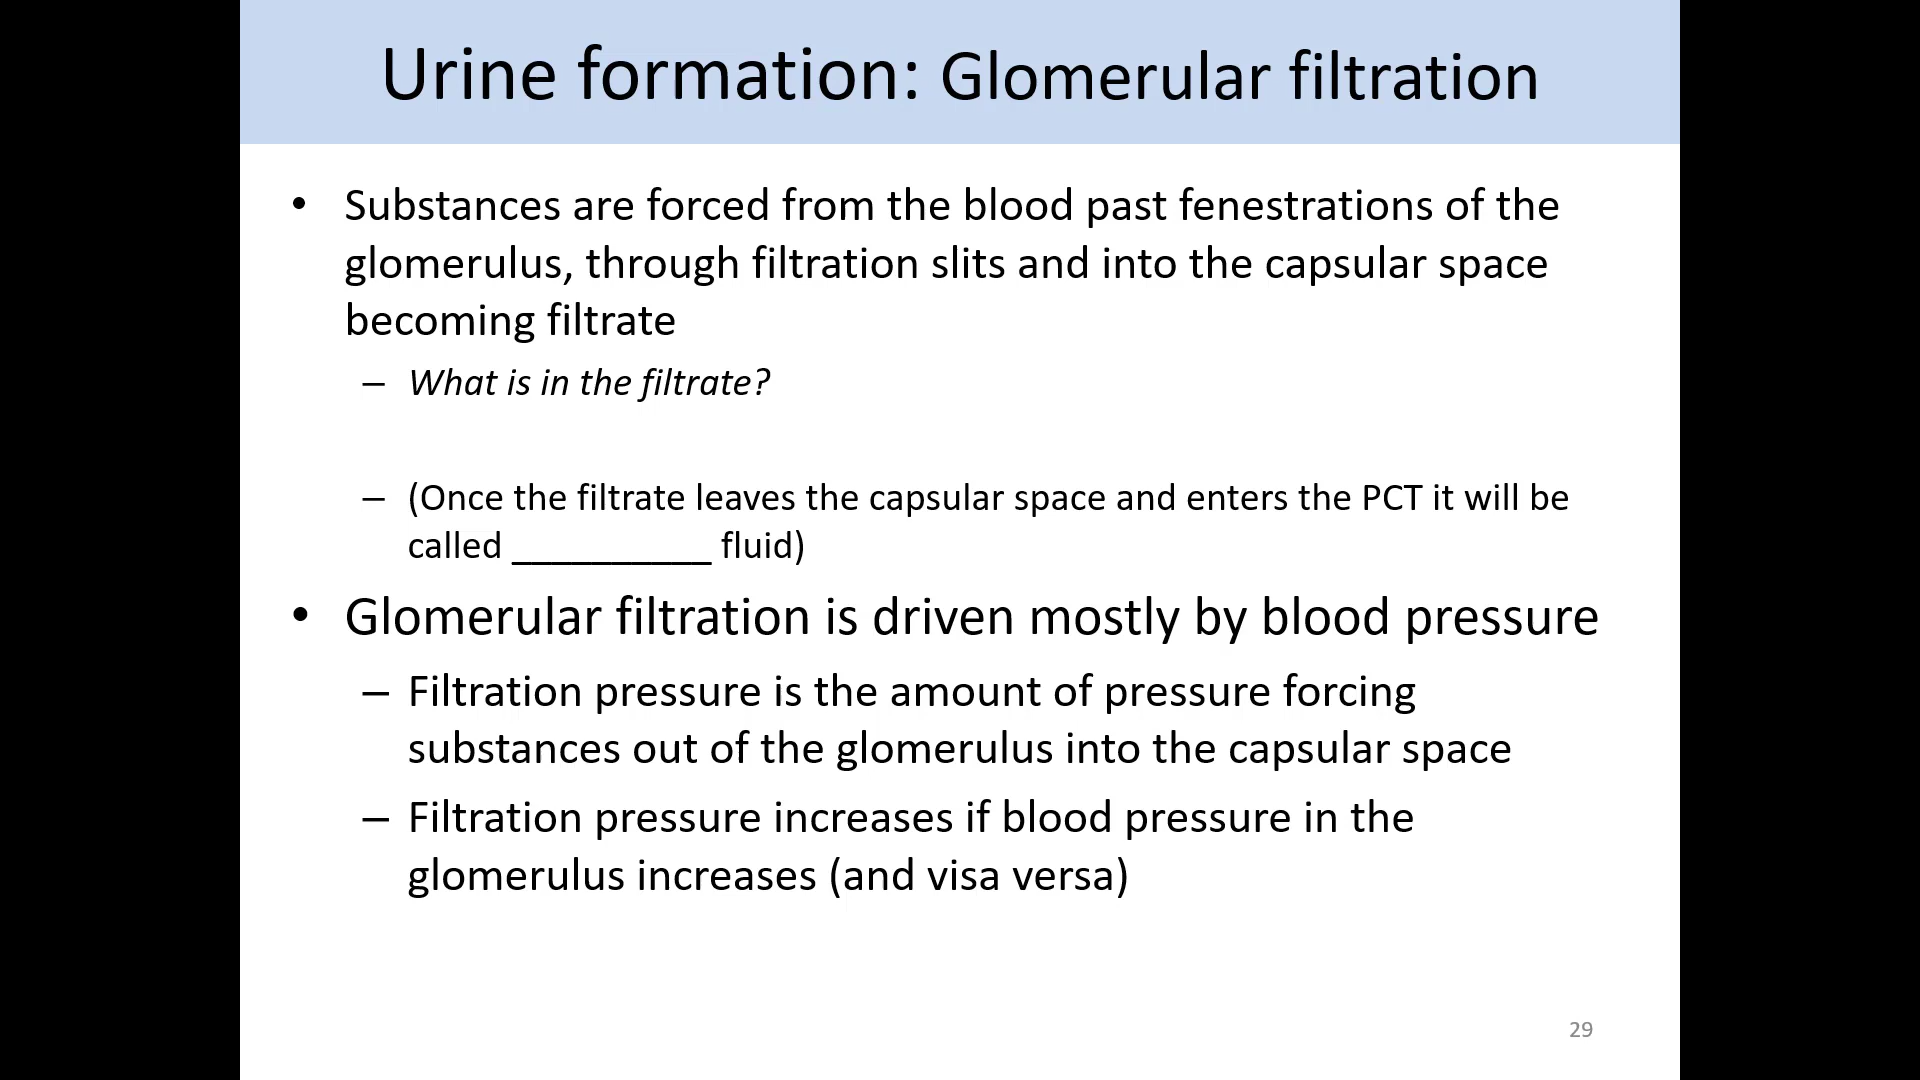 Urine formation: Glomerular filtration
• Substances are forced from the blood past fenestrations of the
glomerulus, through filtration slits and into the capsular space
becoming filtrate
– What is in the filtrate?
– (Once the filtrate leaves the capsular space and enters the PCT it will be
called __________ fluid)
• Glomerular filtration is driven mostly by blood pressure
– Filtration pressure is the amount of pressure forcing
substances out of the glomerulus into the capsular space
– Filtration pressure increases if blood pressure in the
glomerulus increases (and visa versa)
29